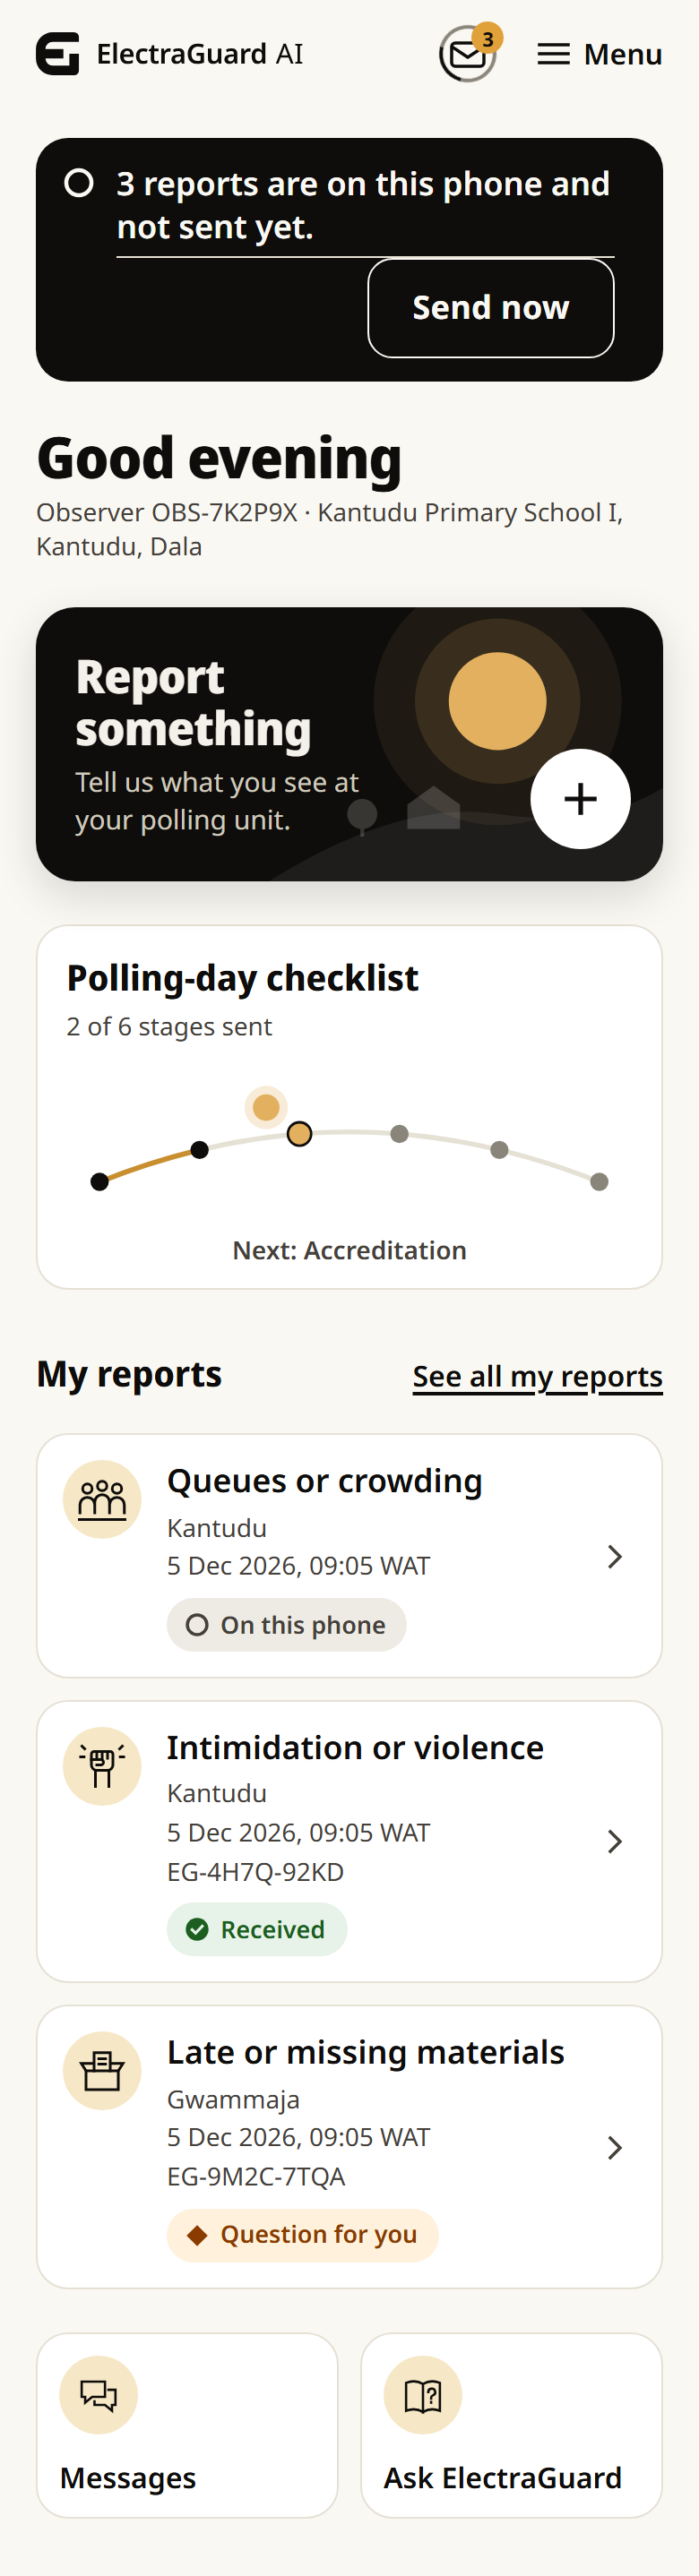 ElectraGuard AI
3
Menu
3 reports are on this phone and
not sent yet.
Send now
Good evening
Observer OBS-7K2P9X · Kantudu Primary School I,
Kantudu, Dala
Report
something
Tell us what you see at
your polling unit.
Polling-day checklist
2 of 6 stages sent
Next: Accreditation
My reports
See all my reports
Queues or crowding
Kantudu
5 Dec 2026, 09:05 WAT
On this phone
Intimidation or violence
Kantudu
5 Dec 2026, 09:05 WAT
EG-4H7Q-92KD
Received
Late or missing materials
Gwammaja
5 Dec 2026, 09:05 WAT
EG-9M2C-7TQA
Question for you
Messages
Ask ElectraGuard